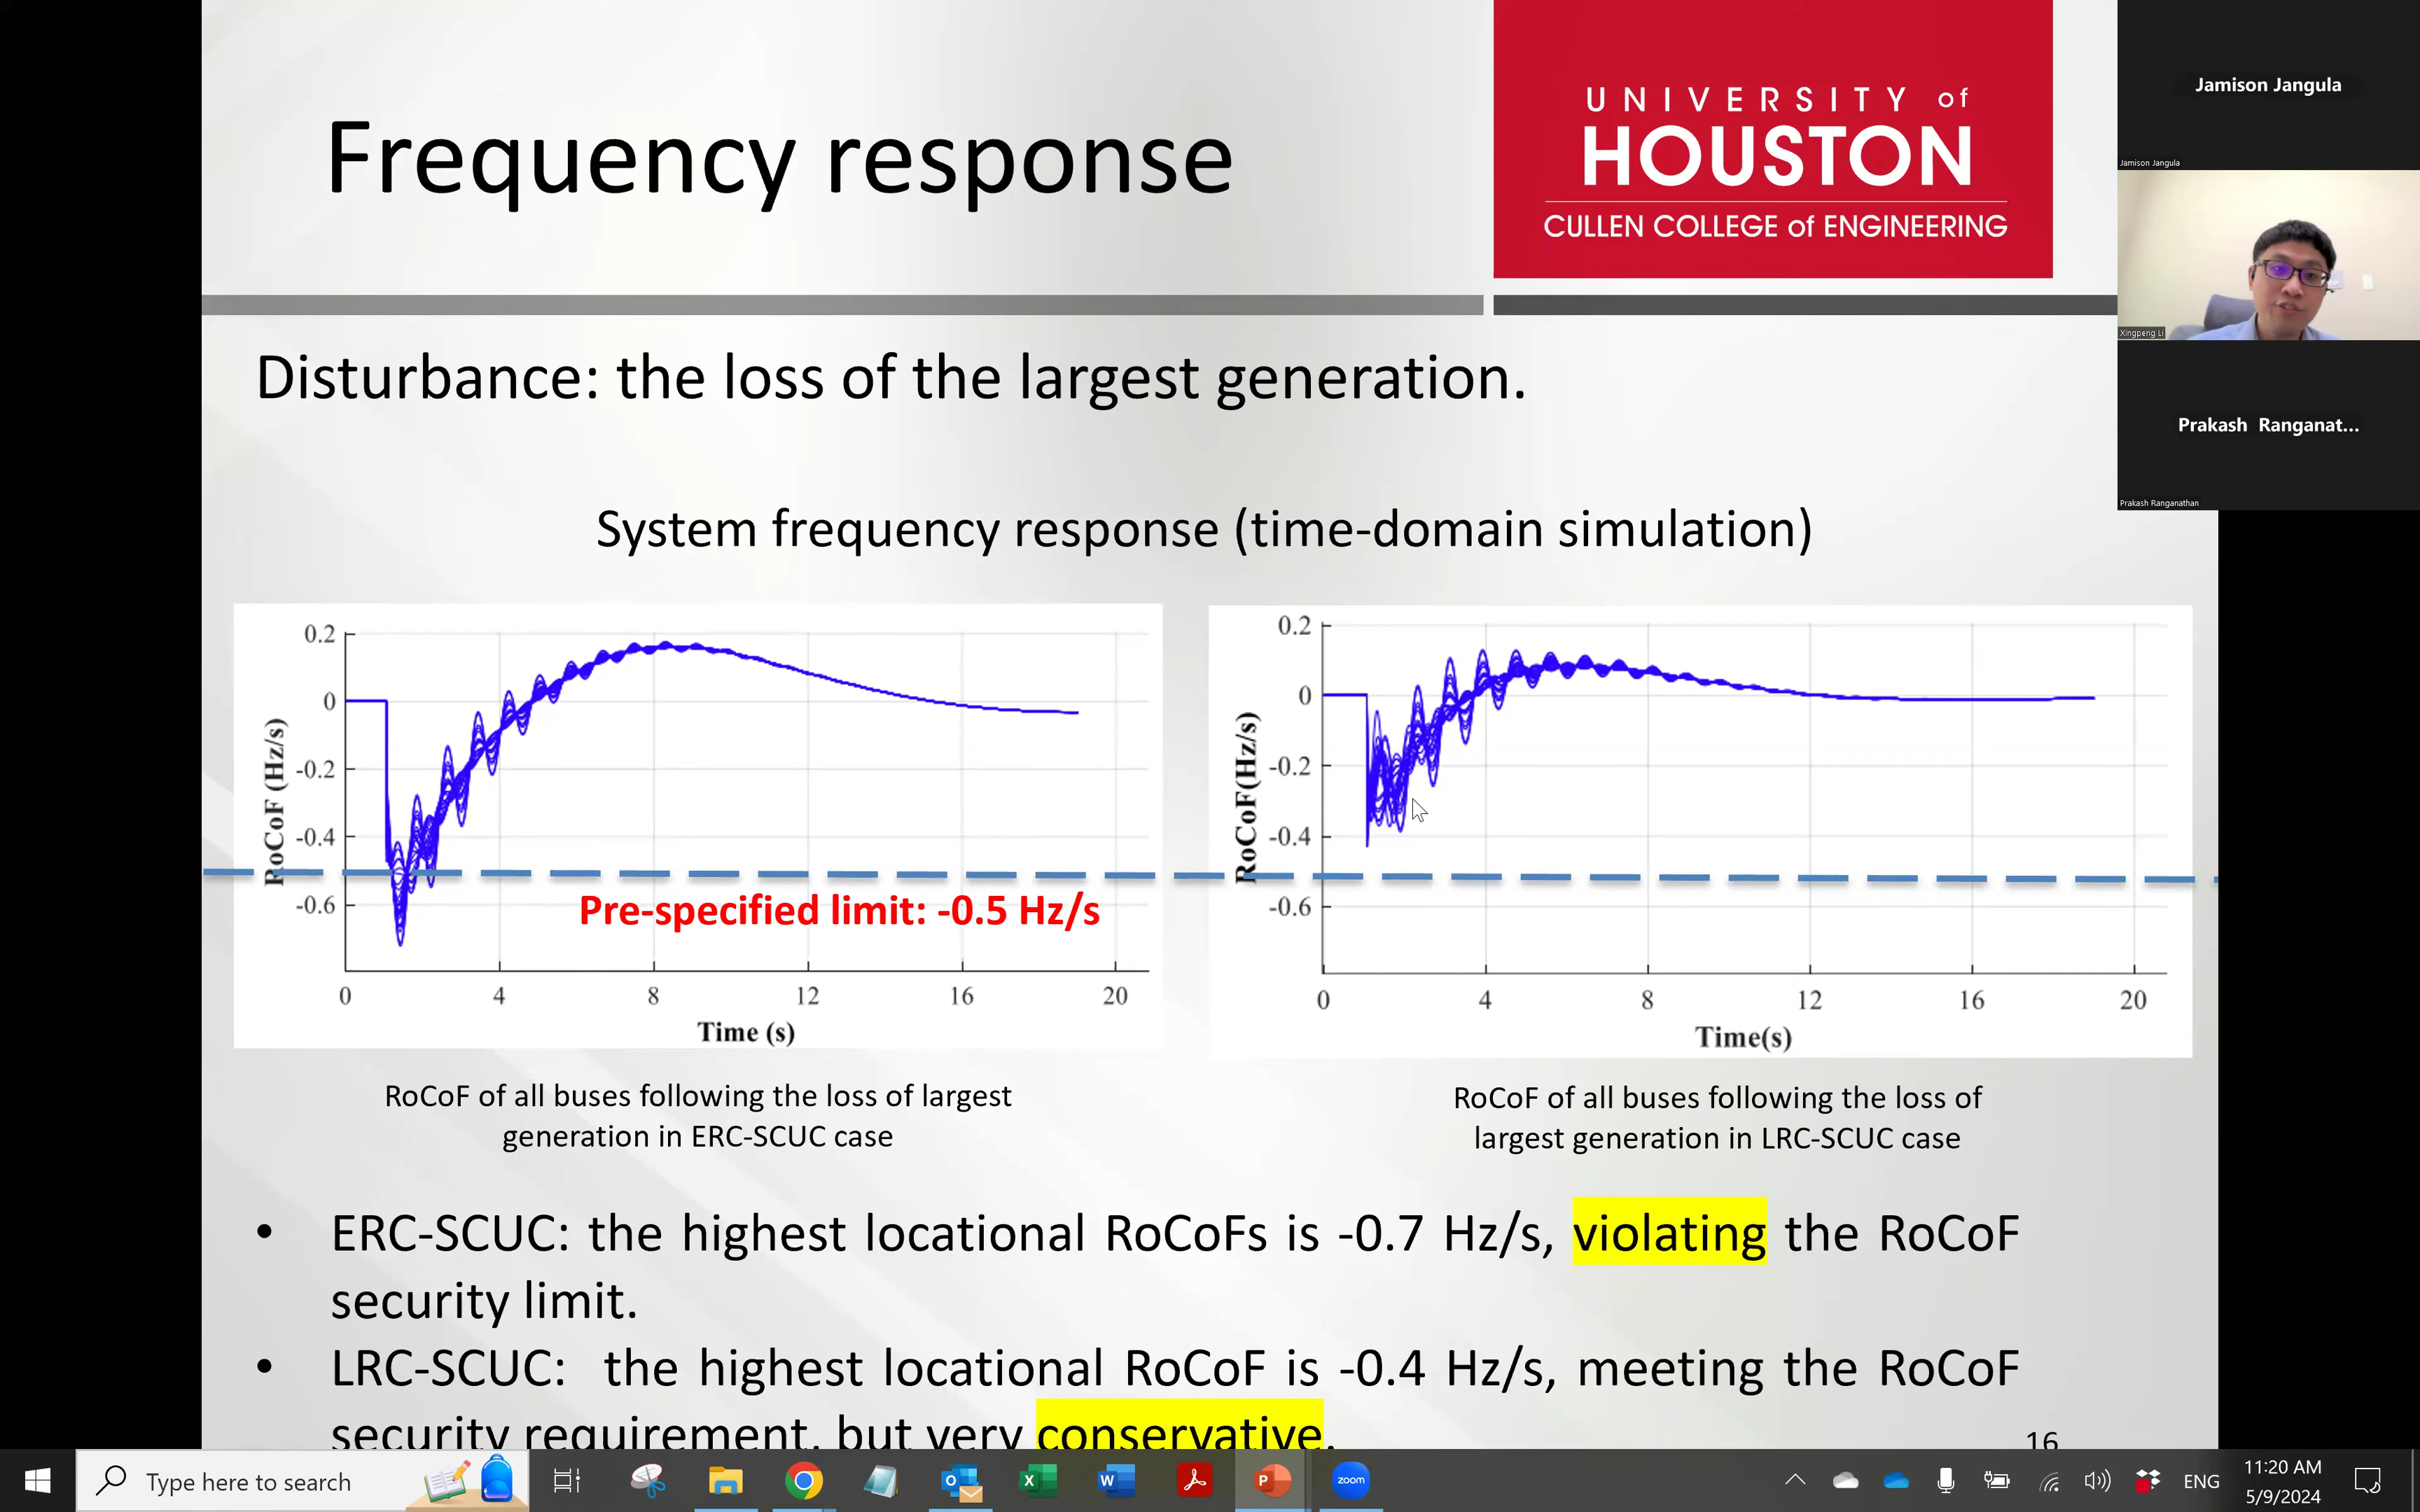 Frequency response
UNIVERSITY of
HOUSTON
CULLEN COLLEGE of ENGINEERING
Jamison Jangula
Jamison Jangula
Xingpeng Li
Prakash Ranganat...
Prakash Ranganathan
Disturbance: the loss of the largest generation.
System frequency response (time-domain simulation)
0.2
0
-0.2
-0.4
-0.6
RoCoF (Hz/s)
Pre-specified limit: -0.5 Hz/s
0 4 8 12 16 20
Time (s)
0.2
0
-0.2
-0.4
-0.6
RoCoF(Hz/s)
0 4 8 12 16 20
Time(s)
RoCoF of all buses following the loss of largest
generation in ERC-SCUC case
RoCoF of all buses following the loss of
largest generation in LRC-SCUC case
• ERC-SCUC: the highest locational RoCoFs is -0.7 Hz/s, violating the RoCoF
security limit.
• LRC-SCUC: the highest locational RoCoF is -0.4 Hz/s, meeting the RoCoF
security requirement, but very conservative.
16
Type here to search
zoom
ENG
11:20 AM
5/9/2024